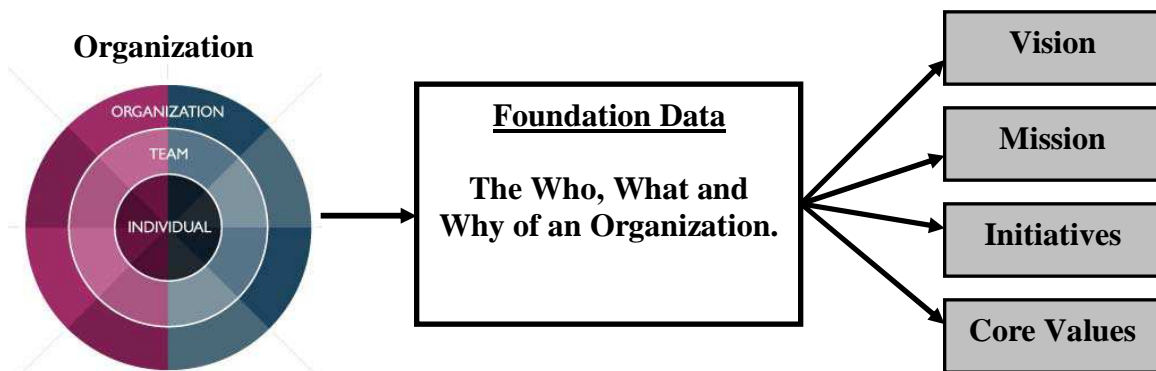 Organization
ORGANIZATION
TEAM
INDIVIDUAL
Foundation Data
The Who, What and
Why of an Organization.
Vision
Mission
Initiatives
Core Values